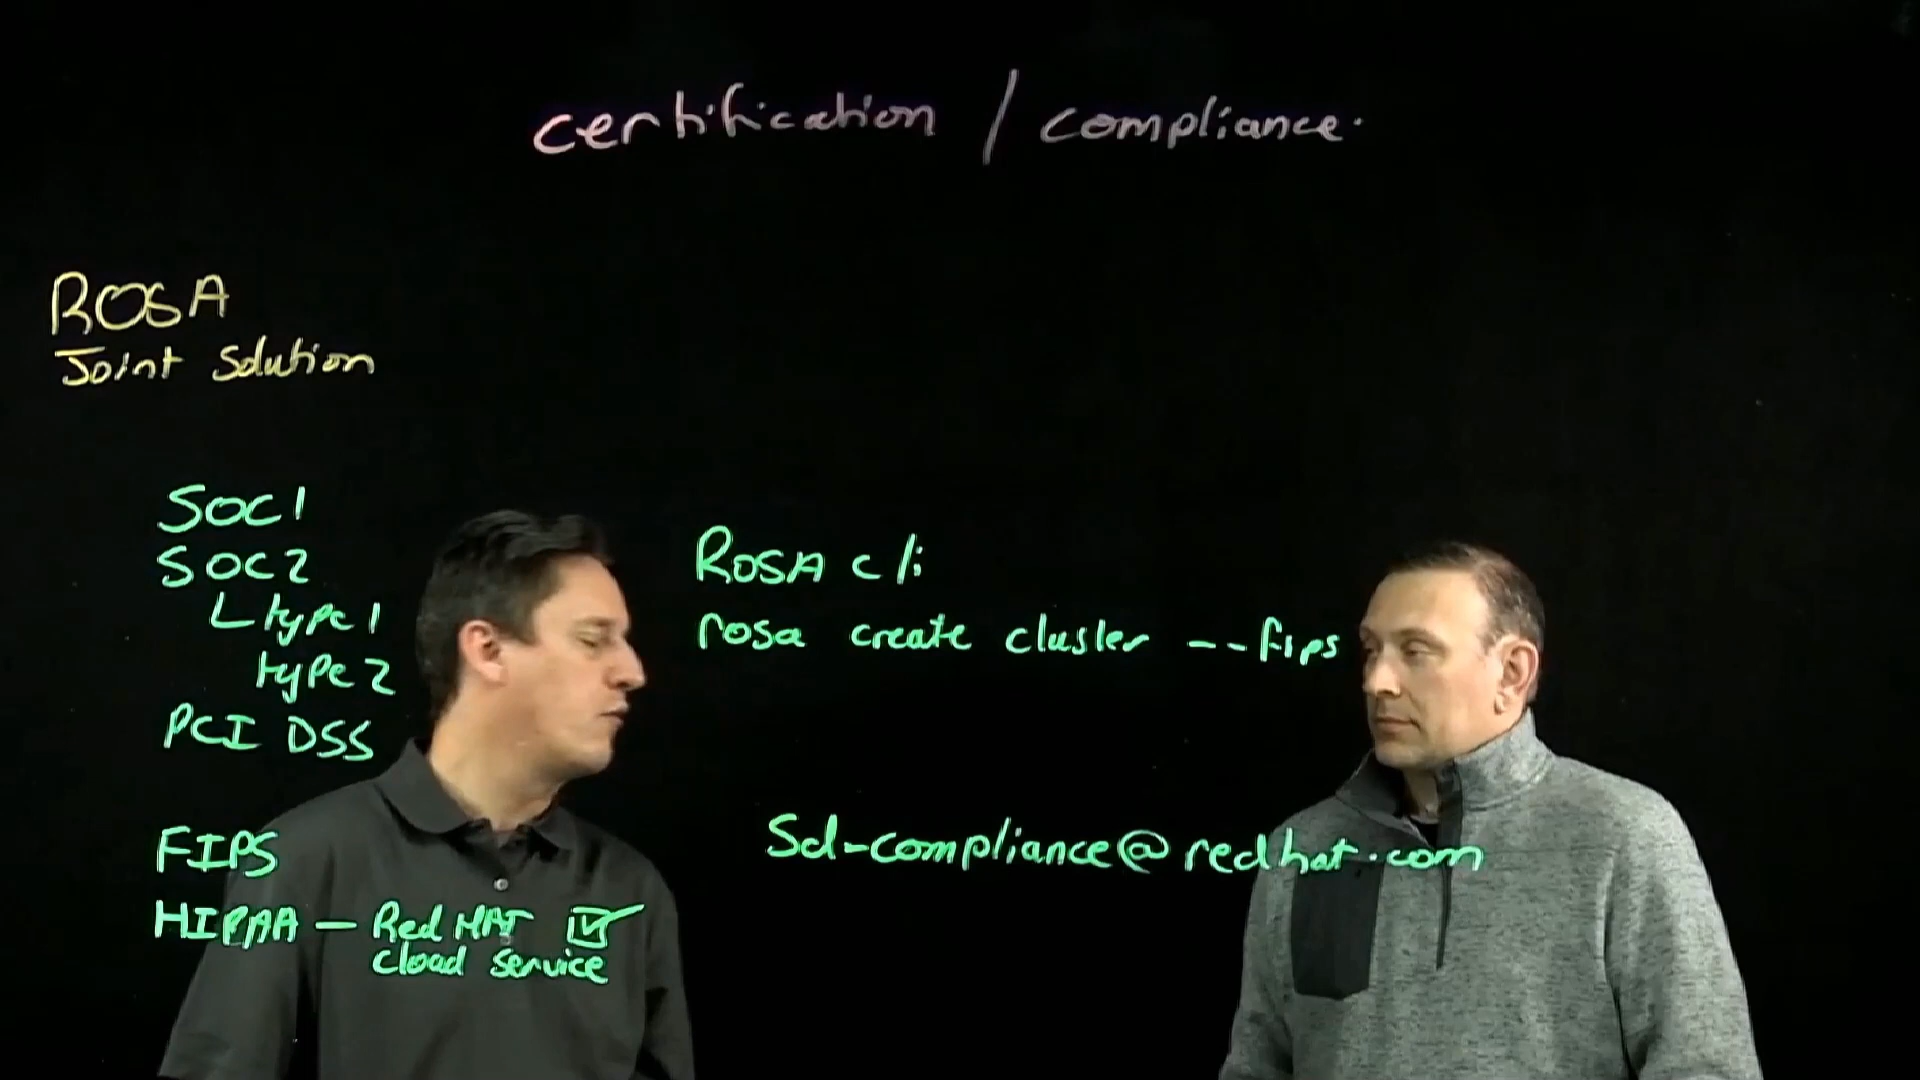 certification / compliance.
ROSA
Joint Solution
SOC1
SOC2
type 1
type 2
PCI DSS
FIPS
HIPAA — Red HAT ☑
cloud service
ROSA cli
rosa create cluster --fips
Sd-compliance@redhat.com